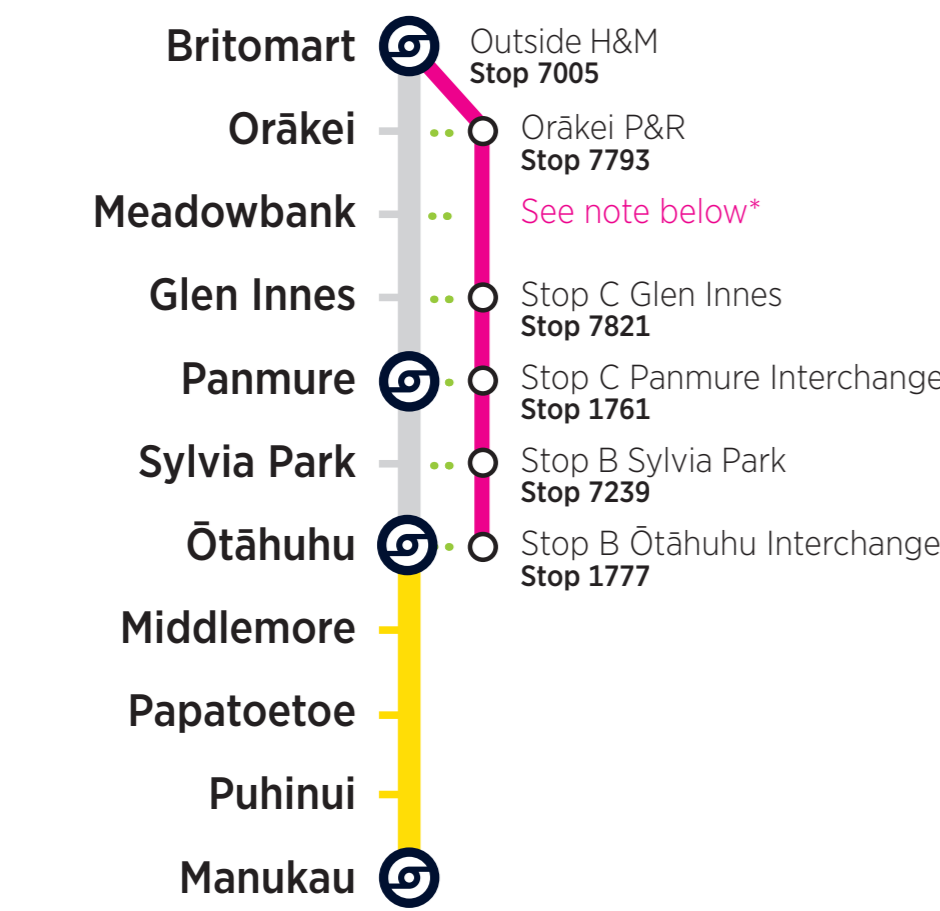 Britomart
Outside H&M
Stop 7005
Orākei
Orākei P&R
Stop 7793
Meadowbank
See note below*
Glen Innes
Stop C Glen Innes
Stop 7821
Panmure
Stop C Panmure Interchange
Stop 1761
Sylvia Park
Stop B Sylvia Park
Stop 7239
Ōtāhuhu
Stop B Ōtāhuhu Interchange
Stop 1777
Middlemore
Papatoetoe
Puhinui
Manukau